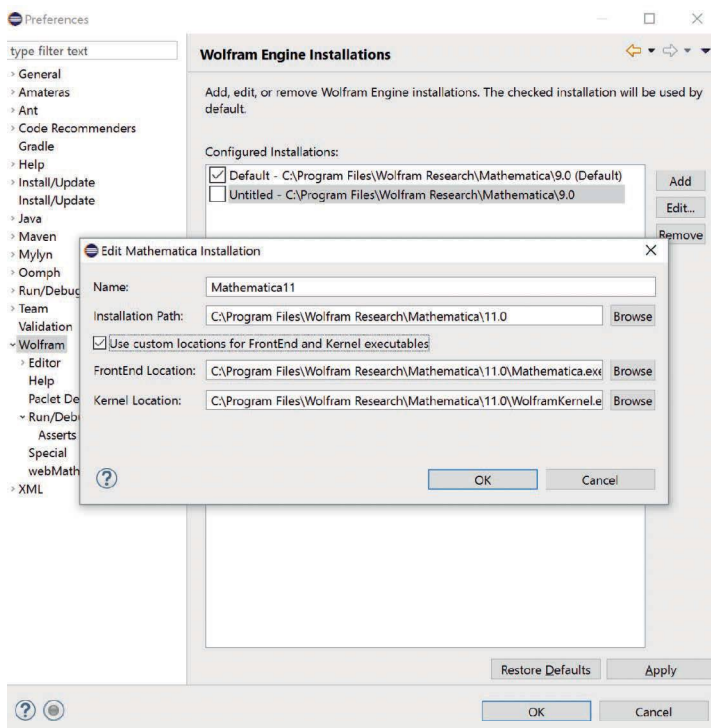 Preferences
type filter text
Wolfram Engine Installations
General
Amateras
Ant
Code Recommenders
Gradle
Help
Install/Update
Install/Update
Java
Maven
Mylyn
Oomph
Run/Debug
Team
Validation
Wolfram
Editor
Help
Paclet De
Run/Deb
Asserts
Special
webMath
XML
Add, edit, or remove Wolfram Engine installations. The checked installation will be used by
default.
Configured Installations:
Default - C:\Program Files\Wolfram Research\Mathematica\9.0 (Default)
Untitled - C:\Program Files\Wolfram Research\Mathematica\9.0
Add
Edit...
Remove
Edit Mathematica Installation
Name: Mathematica11
Installation Path: C:\Program Files\Wolfram Research\Mathematica\11.0 Browse
Use custom locations for FrontEnd and Kernel executables
FrontEnd Location: C:\Program Files\Wolfram Research\Mathematica\11.0\Mathematica.exe Browse
Kernel Location: C:\Program Files\Wolfram Research\Mathematica\11.0\WolframKernel.e Browse
OK Cancel
Restore Defaults Apply
OK Cancel